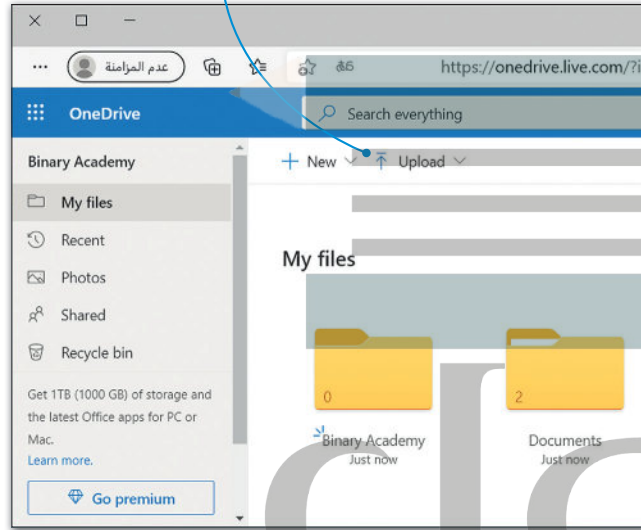 عدم المزامنة
https://onedrive.live.com/?i
OneDrive
Search everything
Binary Academy
New
Upload
My files
Recent
Photos
Shared
Recycle bin
Get 1TB (1000 GB) of storage and
the latest Office apps for PC or
Mac.
Learn more.
Go premium
My files
0
2
Binary Academy
Documents
Just now
Just now